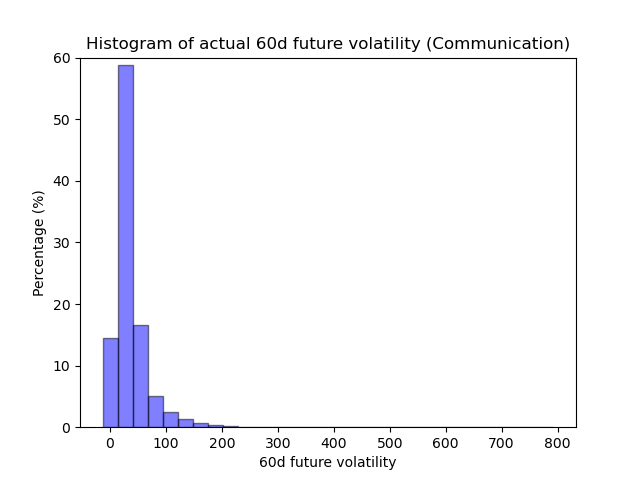 Histogram of actual 60d future volatility (Communication)
60
50
40
30
20
10
0
Percentage (%)
0 100 200 300 400 500 600 700 800
60d future volatility